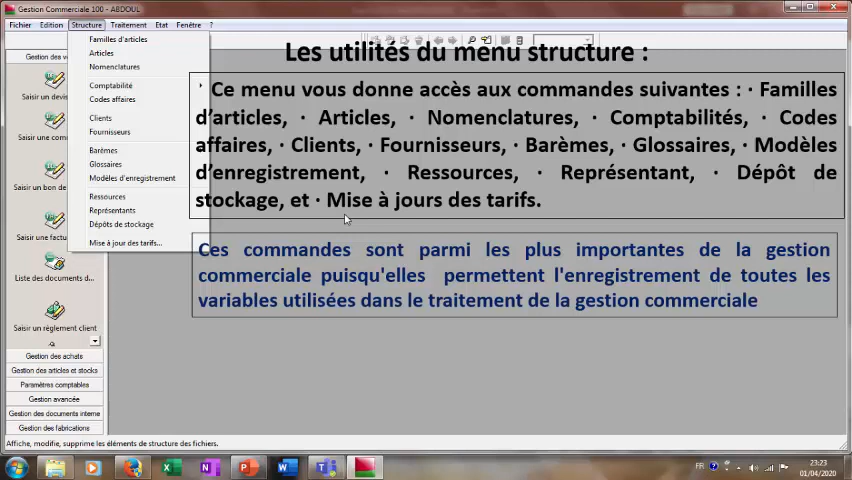 Gestion Commerciale 100 - ABDOUL
Fichier Edition Structure Traitement Etat Fenêtre ?
Familles d'articles
Articles
Nomenclatures
Comptabilité
Codes affaires
Clients
Fournisseurs
Barèmes
Glossaires
Modèles d'enregistrement
Ressources
Représentants
Dépôts de stockage
Mise à jour des tarifs...
Gestion des ve
Saisir un devis
Saisir une com
Saisir un bon de
Saisir une factu
Liste des documents d...
Saisir un règlement client
Gestion des achats
Gestion des articles et stocks
Paramètres comptables
Gestion avancée
Gestion des documents interne
Gestion des fabrications
Les utilités du menu structure :
Ce menu vous donne accès aux commandes suivantes : · Familles
d’articles, · Articles, · Nomenclatures, · Comptabilités, · Codes
affaires, · Clients, · Fournisseurs, · Barèmes, · Glossaires, · Modèles
d’enregistrement, · Ressources, · Représentant, · Dépôt de
stockage, et · Mise à jours des tarifs.
Ces commandes sont parmi les plus importantes de la gestion
commerciale puisqu'elles permettent l'enregistrement de toutes les
variables utilisées dans le traitement de la gestion commerciale
Affiche, modifie, supprime les éléments de structure des fichiers.
FR
23:23
01/04/2020